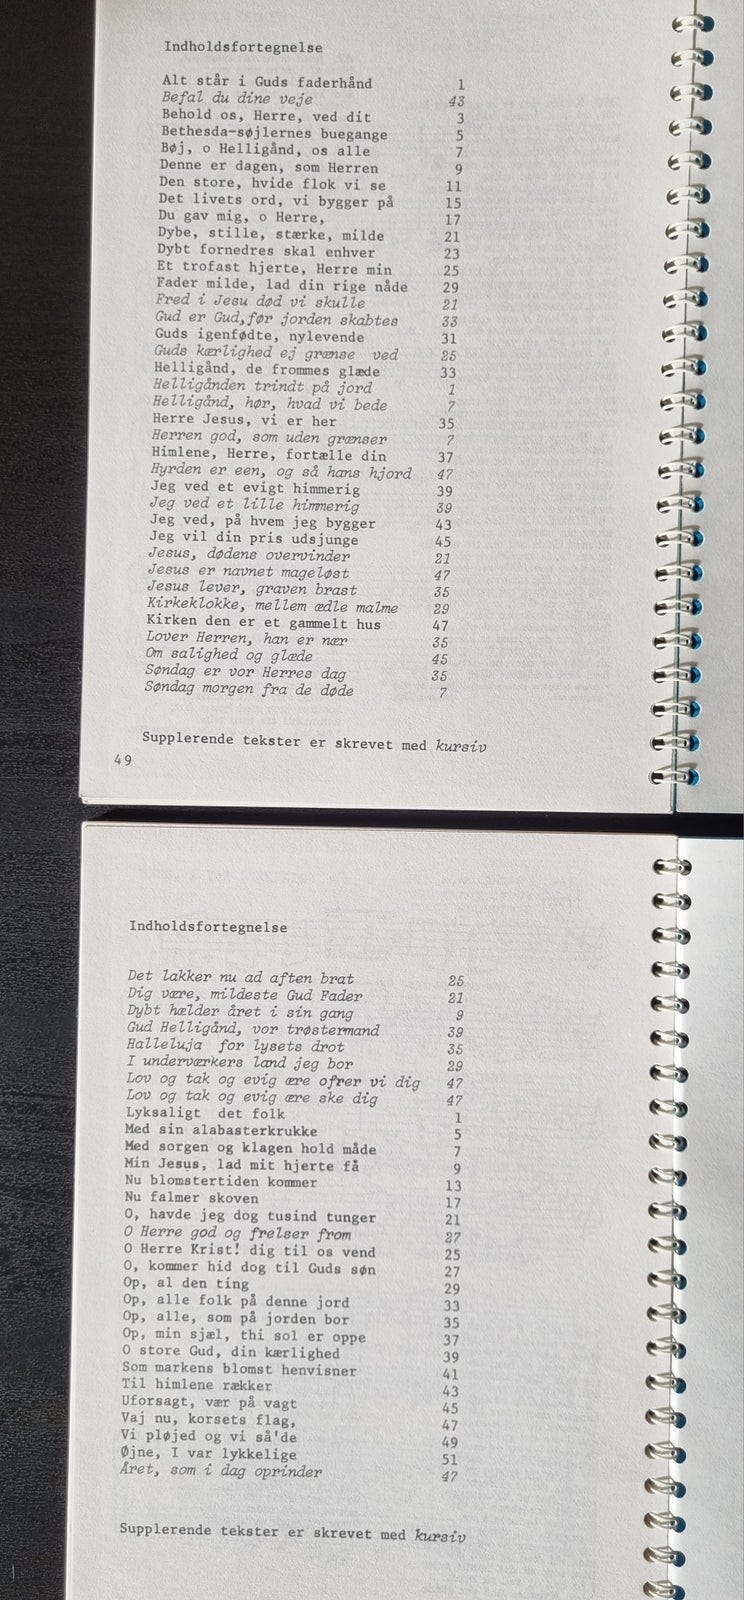 Indholdsfortegnelse
Alt står i Guds faderhånd 1
Befal du dine veje 43
Behold os, Herre, ved dit 3
Bethesda-søjlernes buegange 5
Bøj, o Helligånd, os alle 7
Denne er dagen, som Herren 9
Den store, hvide flok vi se 11
Det livets ord, vi bygger på 15
Du gav mig, o Herre, 17
Dybe, stille, stærke, milde 21
Dybt fornedres skal enhver 23
Et trofast hjerte, Herre min 25
Fader milde, lad din rige nåde 29
Fred i Jesu død vi skulle 21
Gud er Gud,før jorden skabtes 33
Guds igenfødte, nylevende 31
Guds kærlighed ej grænse ved 25
Helligånd, de frommes glæde 33
Helligånden trindt på jord 1
Helligånd, hør, hvad vi bede 7
Herre Jesus, vi er her 35
Herren god, som uden grænser 7
Himlene, Herre, fortælle din 37
Hyrden er een, og så hans hjord 47
Jeg ved et evigt himmerig 39
Jeg ved et lille himmerig 39
Jeg ved, på hvem jeg bygger 43
Jeg vil din pris udsjunge 45
Jesus, dødens overvinder 21
Jesus er navnet mageløst 47
Jesus lever, graven brast 35
Kirkeklokke, mellem ædle malme 29
Kirken den er et gammelt hus 47
Lover Herren, han er nær 35
Om salighed og glæde 45
Søndag er vor Herres dag 35
Søndag morgen fra de døde 7
Supplerende tekster er skrevet med kursiv
49
Indholdsfortegnelse
Det lakker nu ad aften brat 25
Dig være, mildeste Gud Fader 21
Dybt hælder året i sin gang 9
Gud Helligånd, vor trøstermand 39
Halleluja for lysets drot 35
I underværkers land jeg bor 29
Lov og tak og evig ære ofrer vi dig 47
Lov og tak og evig ære ske dig 47
Lyksaligt det folk 1
Med sin alabasterkrukke 5
Med sorgen og klagen hold måde 7
Min Jesus, lad mit hjerte få 9
Nu blomstertiden kommer 13
Nu falmer skoven 17
O, havde jeg dog tusind tunger 21
O Herre god og frelser from 27
O Herre Krist! dig til os vend 25
O, kommer hid dog til Guds søn 27
Op, al den ting 29
Op, alle folk på denne jord 33
Op, alle, som på jorden bor 35
Op, min sjæl, thi sol er oppe 37
O store Gud, din kærlighed 39
Som markens blomst henvisner 41
Til himlene rækker 43
Uforsagt, vær på vagt 45
Vaj nu, korsets flag, 47
Vi pløjed og vi så'de 49
Øjne, I var lykkelige 51
Året, som i dag oprinder 47
Supplerende tekster er skrevet med kursiv